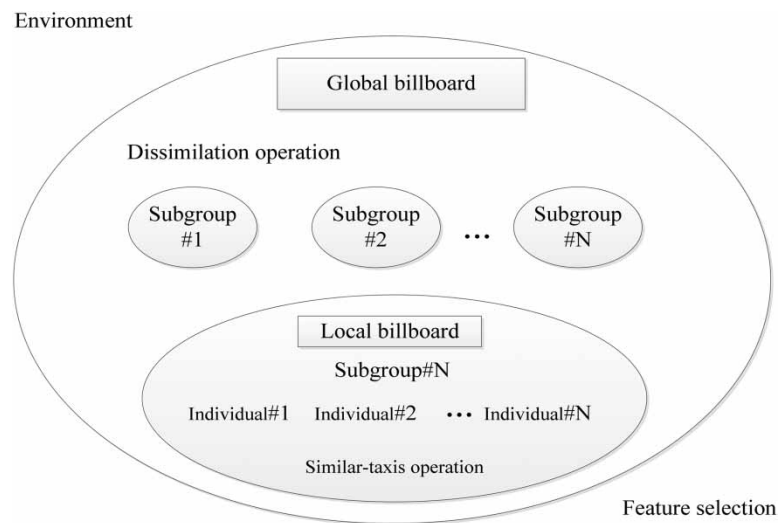 Environment
Global billboard
Dissimilation operation
Subgroup
#1
Subgroup
#2
...
Subgroup
#N
Local billboard
Subgroup#N
Individual#1 Individual#2 ... Individual#N
Similar-taxis operation
Feature selection